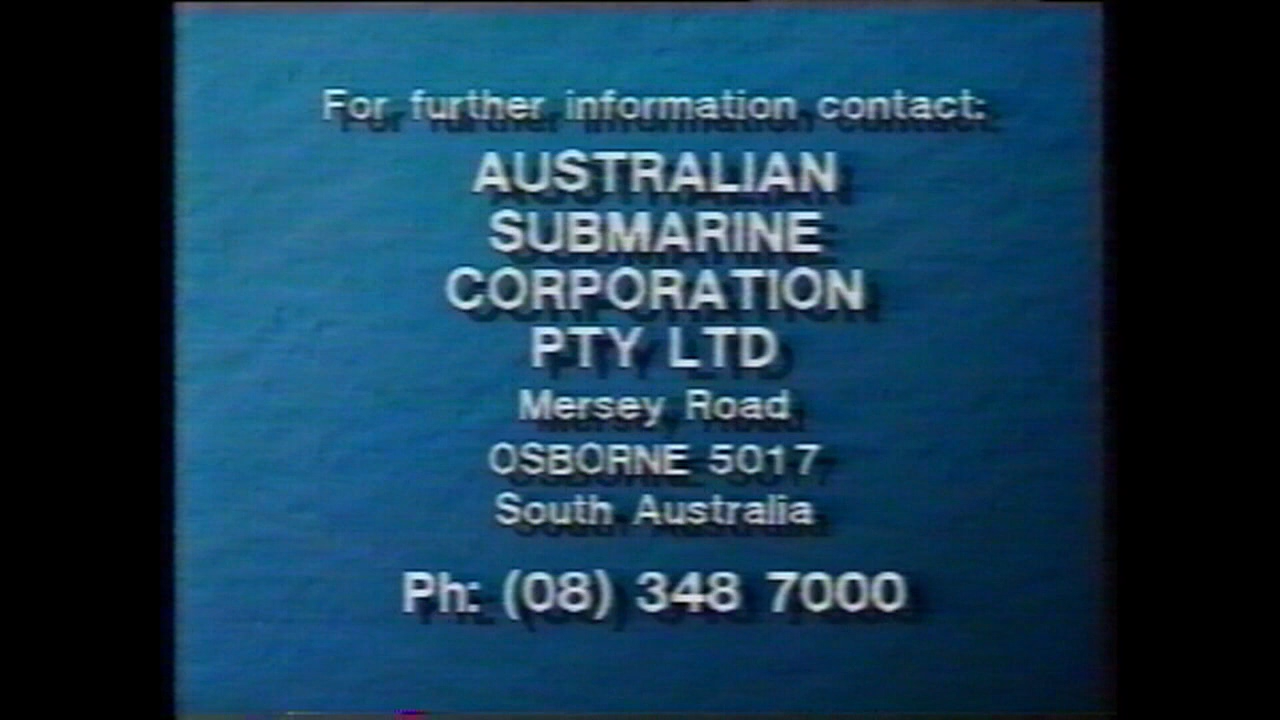 For further information contact:
AUSTRALIAN
SUBMARINE
CORPORATION
PTY LTD
Mersey Road
OSBORNE 5017
South Australia
Ph: (08) 348 7000